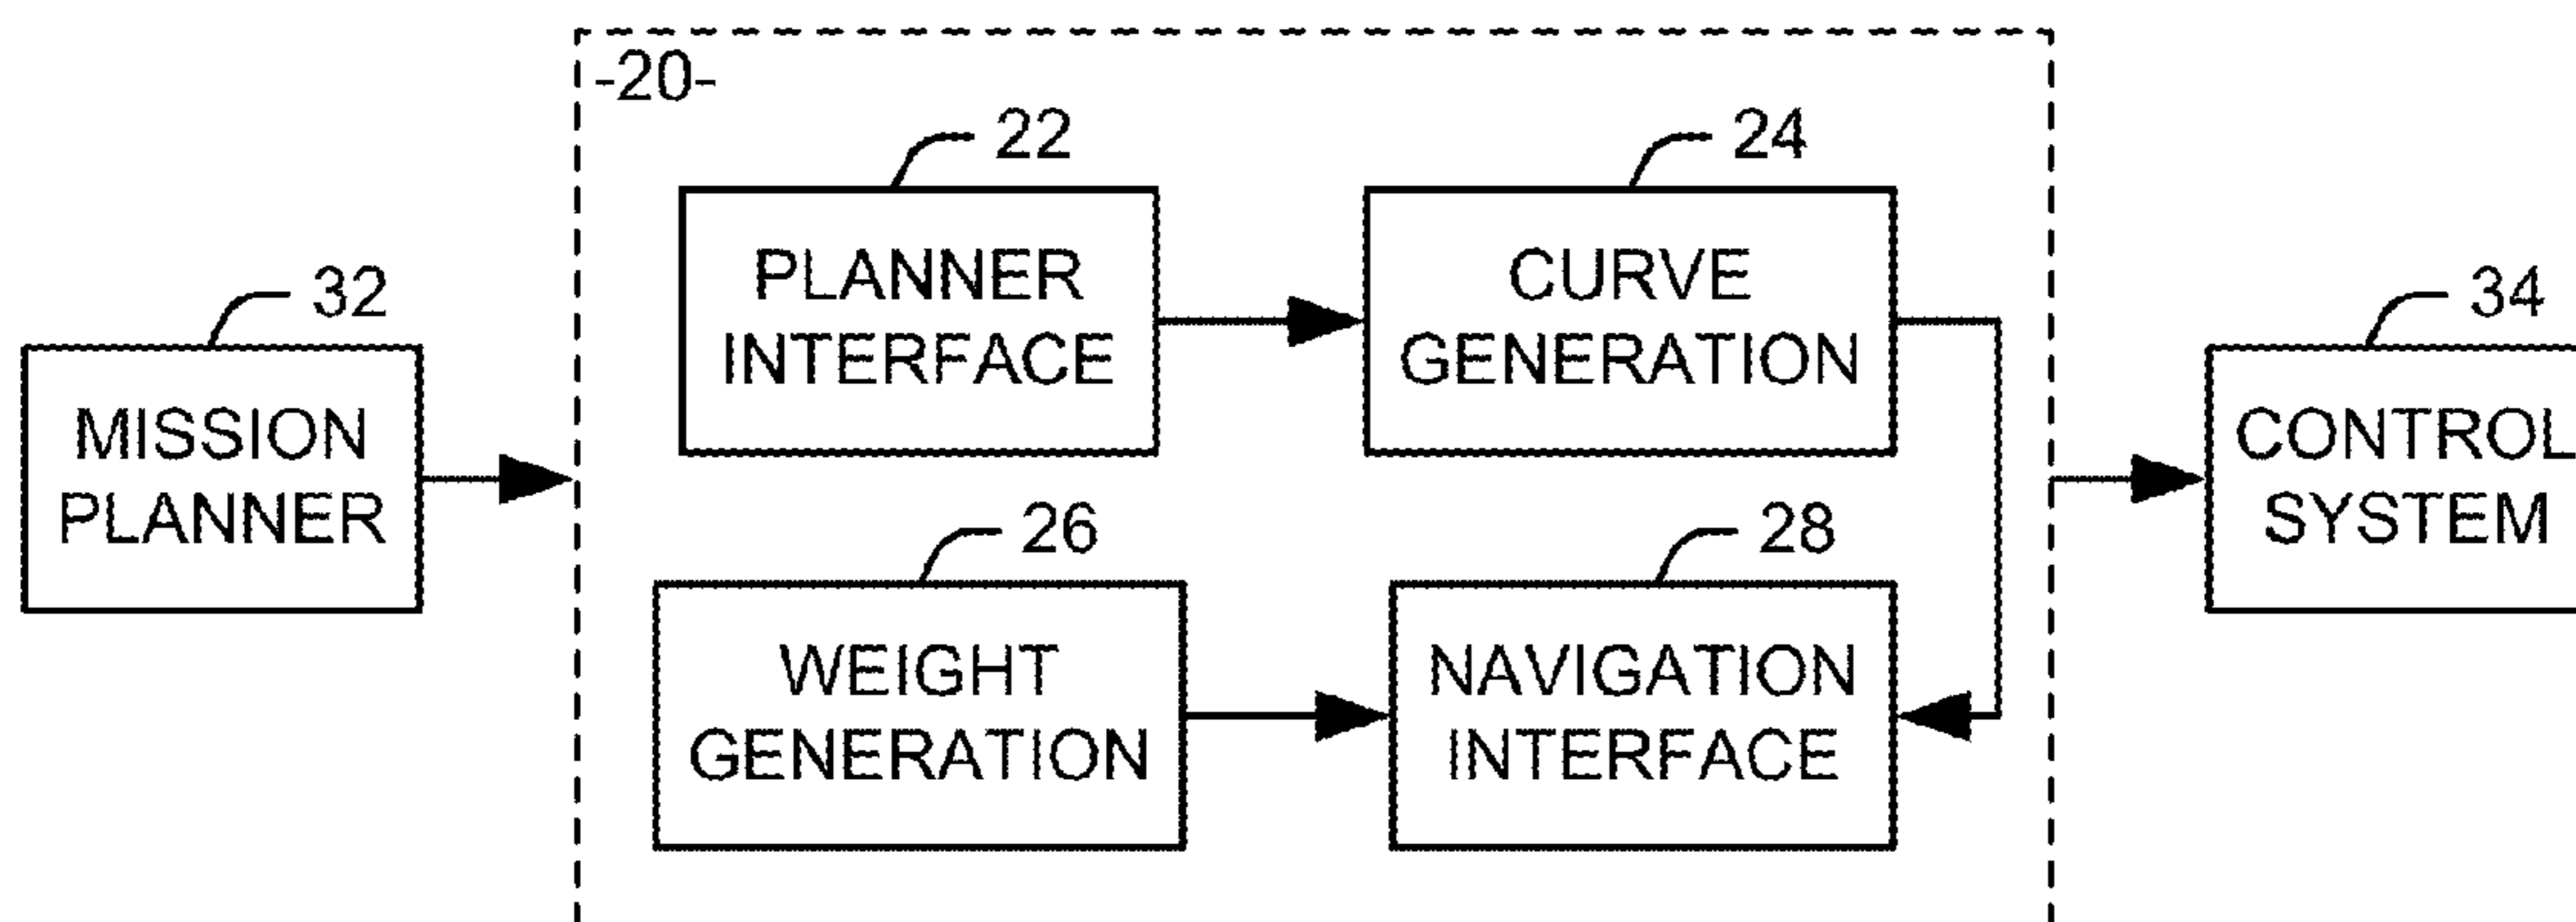 -20-
22
24
PLANNER
INTERFACE
CURVE
GENERATION
32
MISSION
PLANNER
34
CONTROL
SYSTEM
26
28
WEIGHT
GENERATION
NAVIGATION
INTERFACE